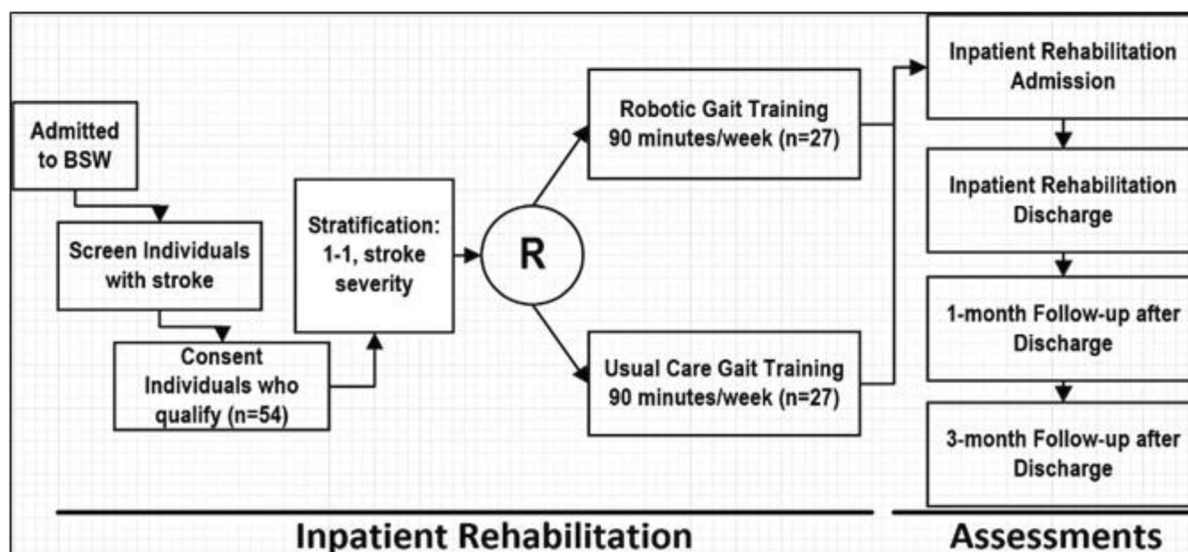 Admitted
to BSW
Screen Individuals
with stroke
Consent
Individuals who
qualify (n=54)
Stratification:
1-1, stroke
severity
R
Robotic Gait Training
90 minutes/week (n=27)
Usual Care Gait Training
90 minutes/week (n=27)
Inpatient Rehabilitation
Admission
Inpatient Rehabilitation
Discharge
1-month Follow-up after
Discharge
3-month Follow-up after
Discharge
Inpatient Rehabilitation
Assessments